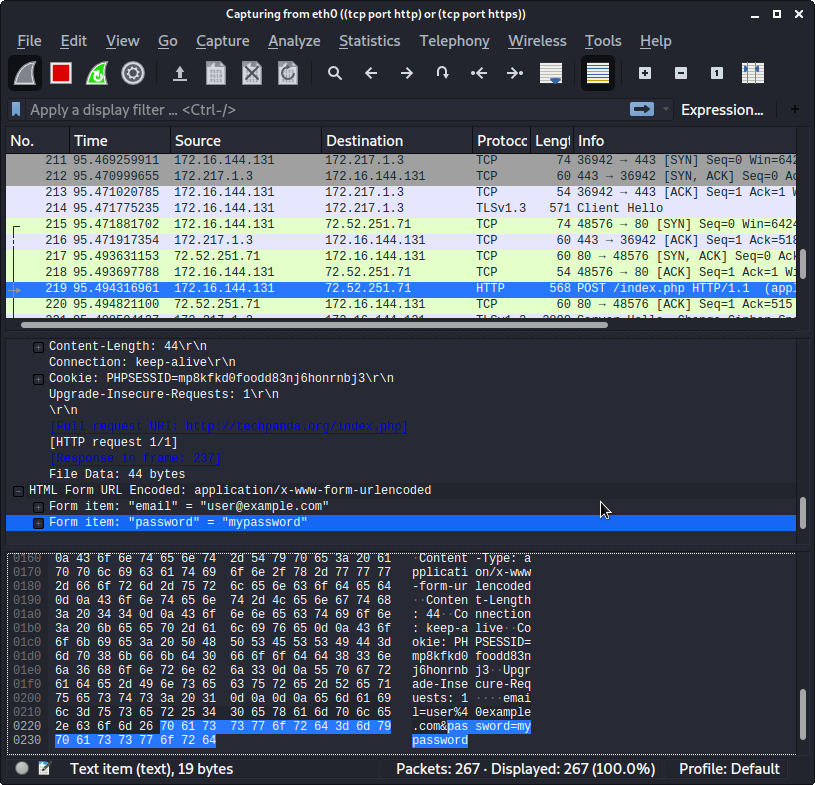 Capturing from eth0 ((tcp port http) or (tcp port https))
File Edit View Go Capture Analyze Statistics Telephony Wireless Tools Help
Apply a display filter … <Ctrl-/> Expression… +
No. Time Source Destination Protocc Lengt Info
211 95.469259911 172.16.144.131 172.217.1.3 TCP 74 36942 → 443 [SYN] Seq=0 Win=642
212 95.470999655 172.217.1.3 172.16.144.131 TCP 60 443 → 36942 [SYN, ACK] Seq=0 Ac
213 95.471020785 172.16.144.131 172.217.1.3 TCP 54 36942 → 443 [ACK] Seq=1 Ack=1 W
214 95.471775235 172.16.144.131 172.217.1.3 TLSv1.3 571 Client Hello
215 95.471881702 172.16.144.131 72.52.251.71 TCP 74 48576 → 80 [SYN] Seq=0 Win=6424
216 95.471917354 172.217.1.3 172.16.144.131 TCP 60 443 → 36942 [ACK] Seq=1 Ack=518
217 95.493631153 72.52.251.71 172.16.144.131 TCP 60 80 → 48576 [SYN, ACK] Seq=0 Ac
218 95.493697788 172.16.144.131 72.52.251.71 TCP 54 48576 → 80 [ACK] Seq=1 Ack=1 Wi
219 95.494316961 172.16.144.131 72.52.251.71 HTTP 568 POST /index.php HTTP/1.1 (appl
220 95.494821100 72.52.251.71 172.16.144.131 TCP 60 80 → 48576 [ACK] Seq=1 Ack=515
Content-Length: 44\r\n
Connection: keep-alive\r\n
Cookie: PHPSESSID=mp8kfkd0foodd83nj6honrnbj3\r\n
Upgrade-Insecure-Requests: 1\r\n
\r\n
[Full request URI: http://techpanda.org/index.php]
[HTTP request 1/1]
[Response in frame: 237]
File Data: 44 bytes
HTML Form URL Encoded: application/x-www-form-urlencoded
Form item: "email" = "user@example.com"
Form item: "password" = "mypassword"
0160 0a 43 6f 6e 74 65 6e 74 2d 54 79 70 65 3a 20 61 ·Content -Type: a
0170 70 70 6c 69 63 61 74 69 6f 6e 2f 78 2d 77 77 77 pplicati on/x-www
0180 2d 66 6f 72 6d 2d 75 72 6c 65 6e 63 6f 64 65 64 -form-ur lencoded
0190 0d 0a 43 6f 6e 74 65 6e 74 2d 4c 65 6e 67 74 68 ··Conten t-Length
01a0 3a 20 34 34 0d 0a 43 6f 6e 6e 65 63 74 69 6f 6e : 44··Co nnection
01b0 3a 20 6b 65 65 70 2d 61 6c 69 76 65 0d 0a 43 6f : keep-a live··Co
01c0 6f 6b 69 65 3a 20 50 48 50 53 45 53 53 49 44 3d okie: PH PSESSID=
01d0 6d 70 38 6b 66 6b 64 30 66 6f 6f 64 64 38 33 6e mp8kfkd0 foodd83n
01e0 6a 36 68 6f 6e 72 6e 62 6a 33 0d 0a 55 70 67 72 j6honrnb j3··Upgr
01f0 61 64 65 2d 49 6e 73 65 63 75 72 65 2d 52 65 71 ade-Inse cure-Req
0200 75 65 73 74 73 3a 20 31 0d 0a 0d 0a 65 6d 61 69 uests: 1 ····emai
0210 6c 3d 75 73 65 72 25 34 30 65 78 61 6d 70 6c 65 l=user%4 0example
0220 2e 63 6f 6d 26 70 61 73 73 77 6f 72 64 3d 6d 79 .com&pas sword=my
0230 70 61 73 73 77 6f 72 64 password
Text item (text), 19 bytes Packets: 267 · Displayed: 267 (100.0%) Profile: Default